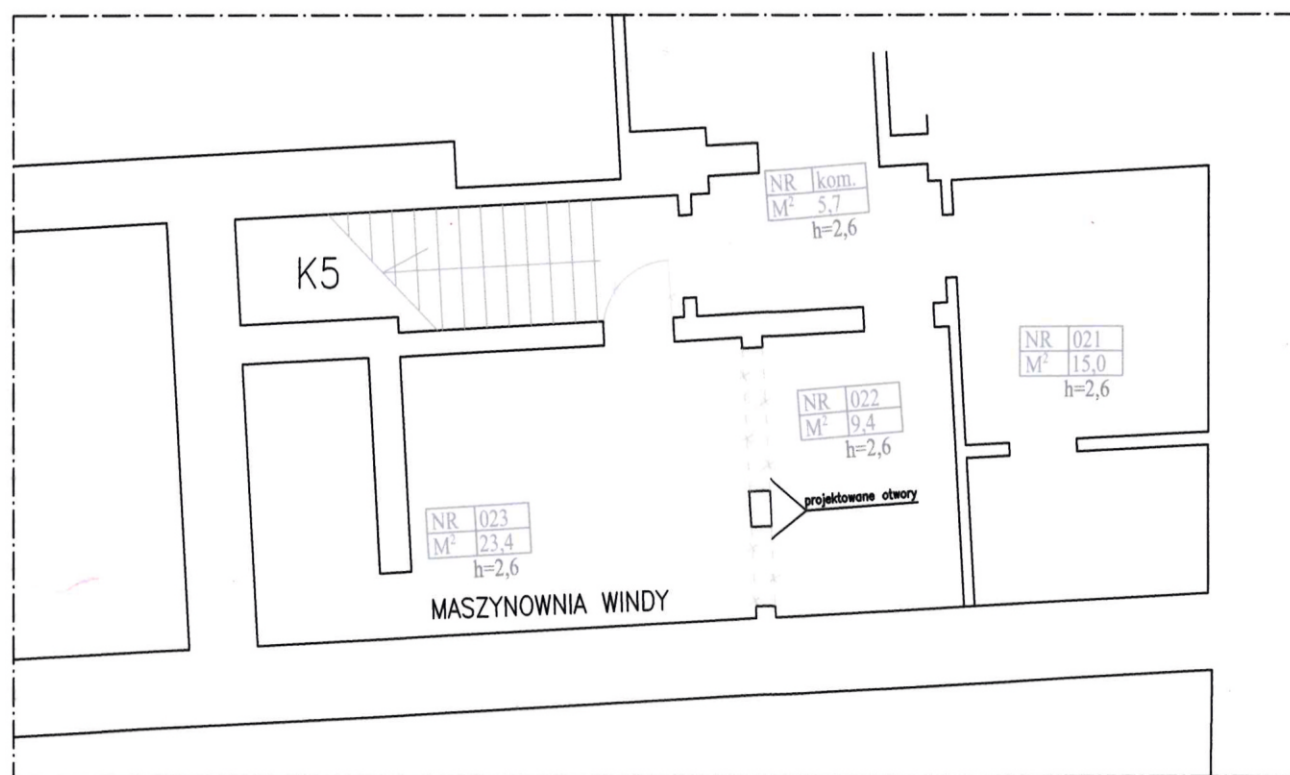 NR kom.
M² 5,7
h=2,6
K5
NR 021
M² 15,0
h=2,6
NR 022
M² 9,4
h=2,6
projektowane otwory
NR 023
M² 23,4
h=2,6
MASZYNOWNIA WINDY